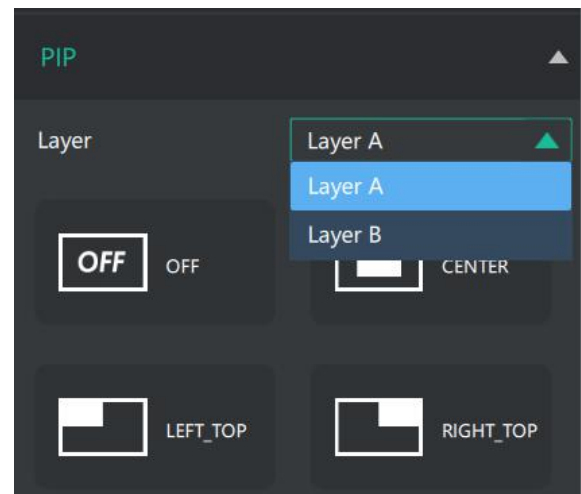 PIP
Layer
Layer A
Layer A
Layer B
OFF OFF
CENTER
LEFT_TOP
RIGHT_TOP